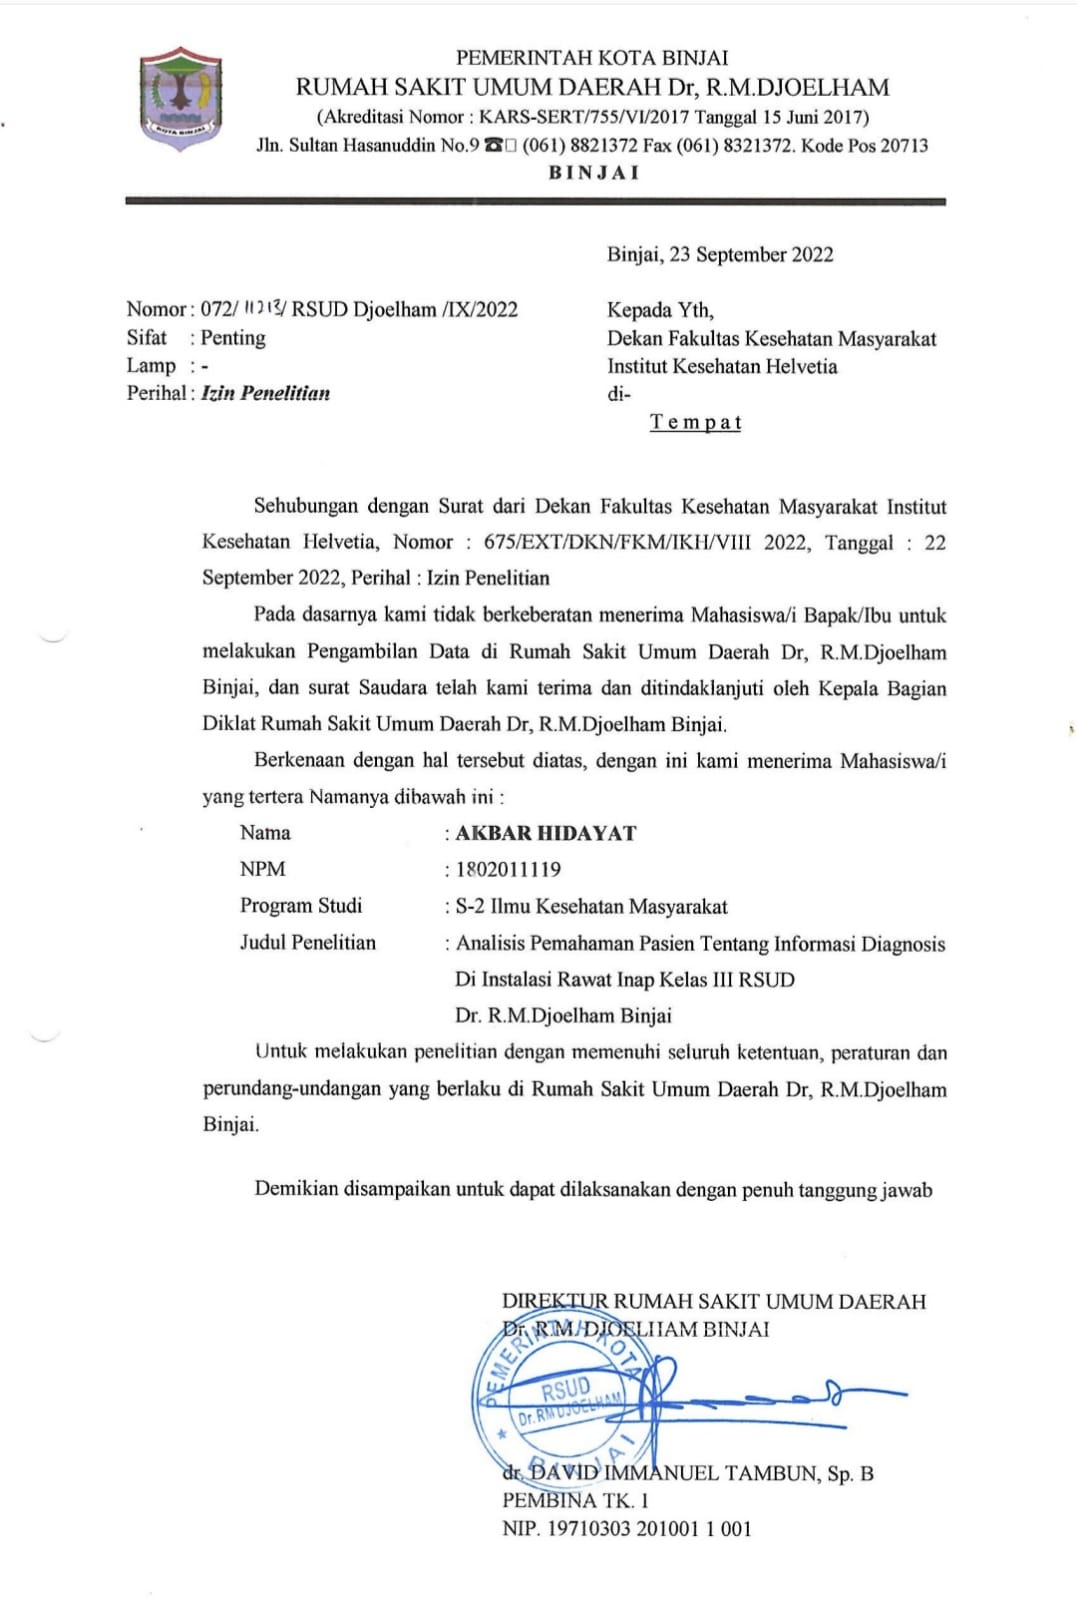 PEMERINTAH KOTA BINJAI
RUMAH SAKIT UMUM DAERAH Dr, R.M.DJOELHAM
(Akreditasi Nomor : KARS-SERT/755/VI/2017 Tanggal 15 Juni 2017)
Jln. Sultan Hasanuddin No.9 ☎ (061) 8821372 Fax (061) 8321372. Kode Pos 20713
BINJAI
KOTA BINJAI
Binjai, 23 September 2022
Nomor : 072/ 11213/ RSUD Djoelham /IX/2022
Sifat : Penting
Lamp : -
Perihal : Izin Penelitian
Kepada Yth,
Dekan Fakultas Kesehatan Masyarakat
Institut Kesehatan Helvetia
di-
Tempat
Sehubungan dengan Surat dari Dekan Fakultas Kesehatan Masyarakat Institut
Kesehatan Helvetia, Nomor : 675/EXT/DKN/FKM/IKH/VIII 2022, Tanggal : 22
September 2022, Perihal : Izin Penelitian
Pada dasarnya kami tidak berkeberatan menerima Mahasiswa/i Bapak/Ibu untuk
melakukan Pengambilan Data di Rumah Sakit Umum Daerah Dr, R.M.Djoelham
Binjai, dan surat Saudara telah kami terima dan ditindaklanjuti oleh Kepala Bagian
Diklat Rumah Sakit Umum Daerah Dr, R.M.Djoelham Binjai.
Berkenaan dengan hal tersebut diatas, dengan ini kami menerima Mahasiswa/i
yang tertera Namanya dibawah ini :
Nama : AKBAR HIDAYAT
NPM : 1802011119
Program Studi : S-2 Ilmu Kesehatan Masyarakat
Judul Penelitian : Analisis Pemahaman Pasien Tentang Informasi Diagnosis
Di Instalasi Rawat Inap Kelas III RSUD
Dr. R.M.Djoelham Binjai
Untuk melakukan penelitian dengan memenuhi seluruh ketentuan, peraturan dan
perundang-undangan yang berlaku di Rumah Sakit Umum Daerah Dr, R.M.Djoelham
Binjai.
Demikian disampaikan untuk dapat dilaksanakan dengan penuh tanggung jawab
DIREKTUR RUMAH SAKIT UMUM DAERAH
Dr. R.M. DJOELHAM BINJAI
PEMERINTAH KOTA
RSUD
Dr. RM DJOELHAM
BINJAI
dr. DAVID IMMANUEL TAMBUN, Sp. B
PEMBINA TK. I
NIP. 19710303 201001 1 001